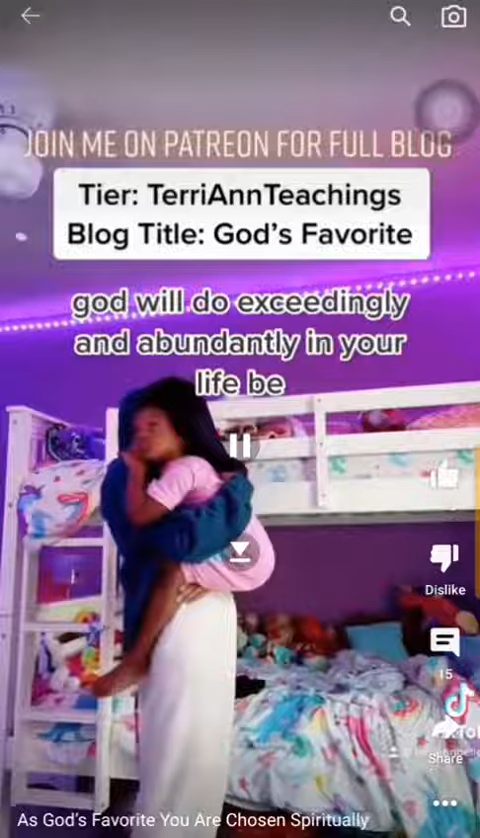 JOIN ME ON PATREON FOR FULL BLOG
Tier: TerriAnnTeachings
Blog Title: God's Favorite
god will do exceedingly
and abundantly in your
life be
Dislike
15
Share
As God's Favorite You Are Chosen Spiritually